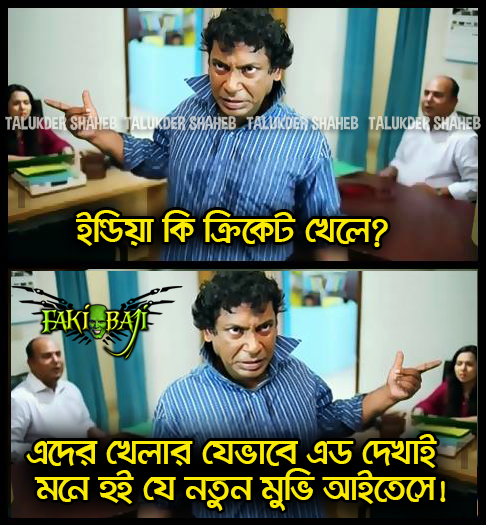 TALUKDER SHAHEB TALUKDER SHAHEB TALUKDER SHAHEB TALUKDER SHAHEB
ইন্ডিয়া কি ক্রিকেট খেলে?
FAKIBAJI
এদের খেলার যেভাবে এড দেখাই
মনে হই যে নতুন মুভি আইতেসে।